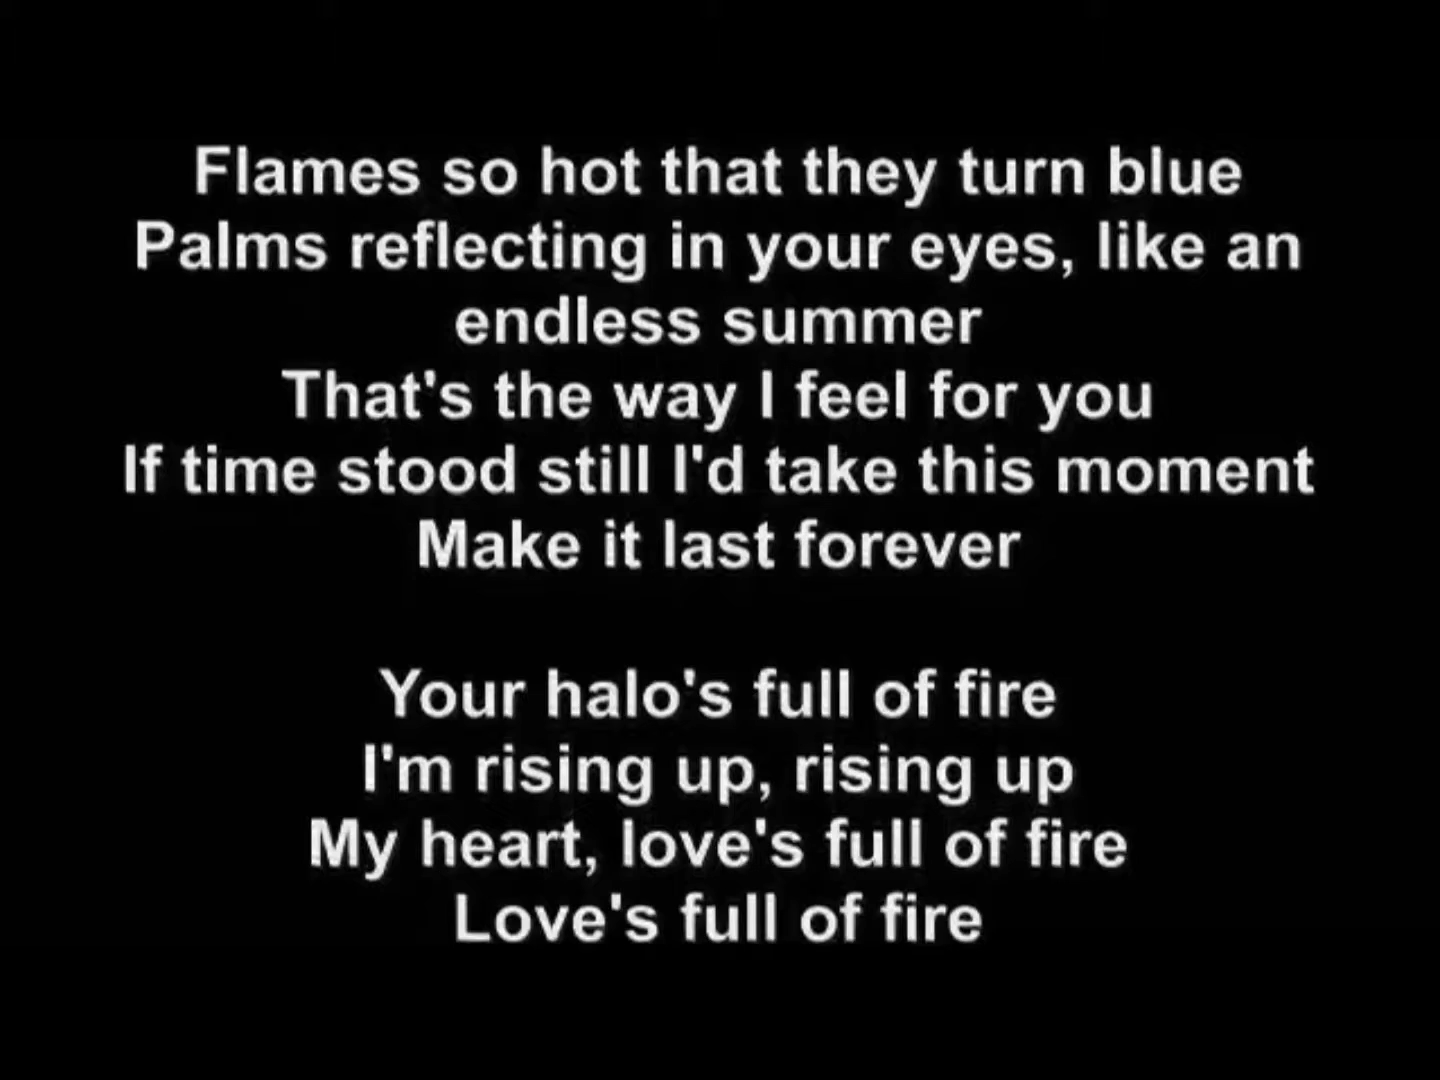 Flames so hot that they turn blue
Palms reflecting in your eyes, like an
endless summer
That's the way I feel for you
If time stood still I'd take this moment
Make it last forever
Your halo's full of fire
I'm rising up, rising up
My heart, love's full of fire
Love's full of fire